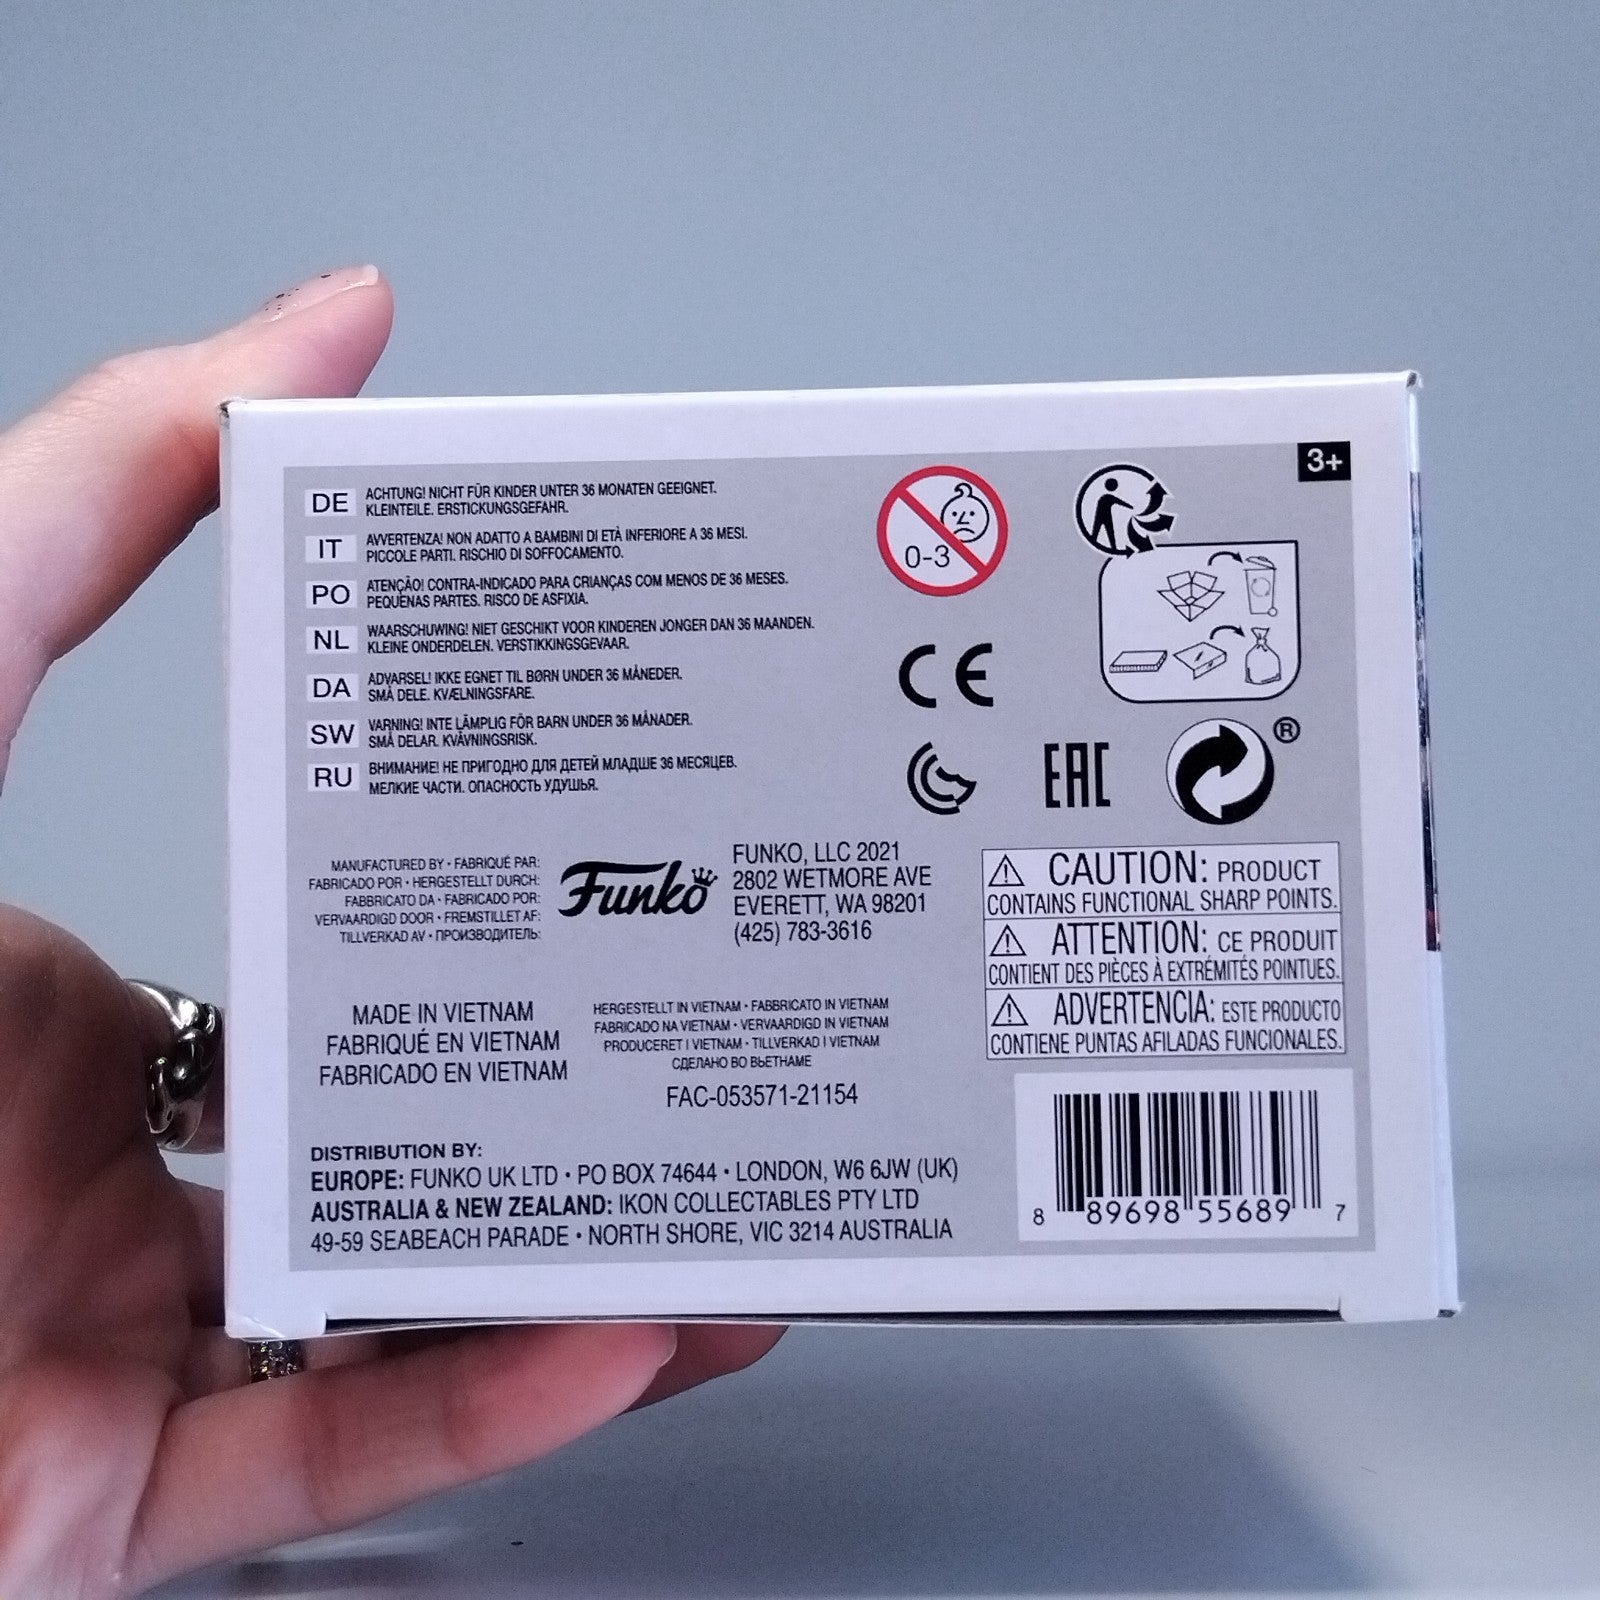 3+
DE ACHTUNG! NICHT FÜR KINDER UNTER 36 MONATEN GEEIGNET.
KLEINTEILE. ERSTICKUNGSGEFAHR.
IT AVVERTENZA! NON ADATTO A BAMBINI DI ETÀ INFERIORE A 36 MESI.
PICCOLE PARTI. RISCHIO DI SOFFOCAMENTO.
PO ATENÇÃO! CONTRA-INDICADO PARA CRIANÇAS COM MENOS DE 36 MESES.
PEQUENAS PARTES. RISCO DE ASFIXIA.
NL WAARSCHUWING! NIET GESCHIKT VOOR KINDEREN JONGER DAN 36 MAANDEN.
KLEINE ONDERDELEN. VERSTIKKINGSGEVAAR.
DA ADVARSEL! IKKE EGNET TIL BØRN UNDER 36 MÅNEDER.
SMÅ DELE. KVÆLNINGSFARE.
SW VARNING! INTE LÄMPLIG FÖR BARN UNDER 36 MÅNADER.
SMÅ DELAR. KVÄVNINGSRISK.
RU ВНИМАНИЕ! НЕ ПРИГОДНО ДЛЯ ДЕТЕЙ МЛАДШЕ 36 МЕСЯЦЕВ.
МЕЛКИЕ ЧАСТИ. ОПАСНОСТЬ УДУШЬЯ.
0-3
CE
EAC
®
MANUFACTURED BY • FABRIQUÉ PAR:
FABRICADO POR • HERGESTELLT DURCH:
FABBRICATO DA • FABRICADO POR:
VERVAARDIGD DOOR • FREMSTILLET AF:
TILLVERKAD AV • ПРОИЗВОДИТЕЛЬ:
Funko
FUNKO, LLC 2021
2802 WETMORE AVE
EVERETT, WA 98201
(425) 783-3616
CAUTION: PRODUCT
CONTAINS FUNCTIONAL SHARP POINTS.
ATTENTION: CE PRODUIT
CONTIENT DES PIÈCES À EXTRÉMITÉS POINTUES.
ADVERTENCIA: ESTE PRODUCTO
CONTIENE PUNTAS AFILADAS FUNCIONALES.
MADE IN VIETNAM
FABRIQUÉ EN VIETNAM
FABRICADO EN VIETNAM
HERGESTELLT IN VIETNAM • FABBRICATO IN VIETNAM
FABRICADO NA VIETNAM • VERVAARDIGD IN VIETNAM
PRODUCERET I VIETNAM • TILLVERKAD I VIETNAM
СДЕЛАНО ВО ВЬЕТНАМЕ
FAC-053571-21154
DISTRIBUTION BY:
EUROPE: FUNKO UK LTD • PO BOX 74644 • LONDON, W6 6JW (UK)
AUSTRALIA & NEW ZEALAND: IKON COLLECTABLES PTY LTD
49-59 SEABEACH PARADE • NORTH SHORE, VIC 3214 AUSTRALIA
8 89698 55689 7